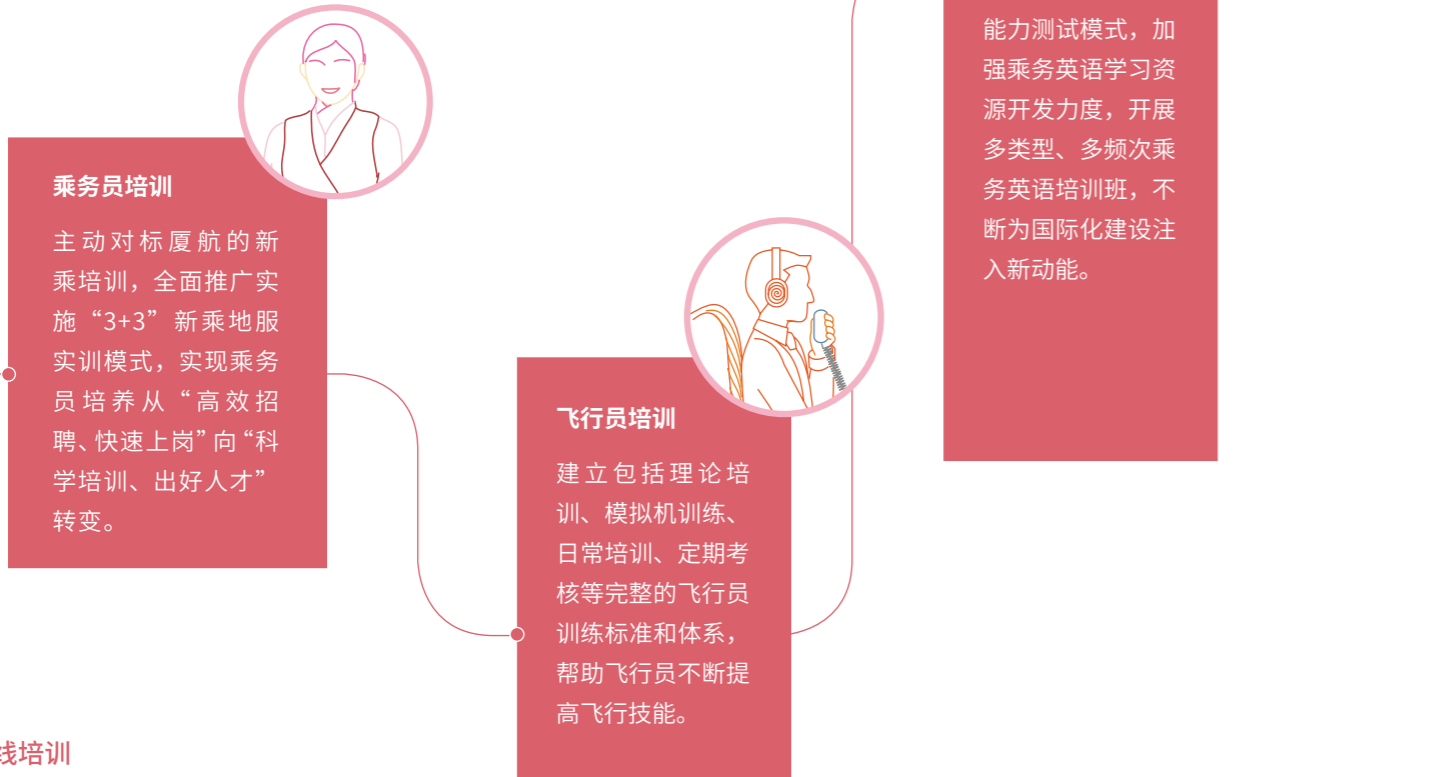 乘务员培训
主动对标厦航的新
乘培训，全面推广实
施“3+3”新乘地服
实训模式，实现乘务
员培养从“高效招
聘、快速上岗”向“科
学培训、出好人才”
转变。
飞行员培训
建立包括理论培
训、模拟机训练、
日常培训、定期考
核等完整的飞行员
训练标准和体系，
帮助飞行员不断提
高飞行技能。
能力测试模式，加
强乘务英语学习资
源开发力度，开展
多类型、多频次乘
务英语培训班，不
断为国际化建设注
入新动能。
线培训